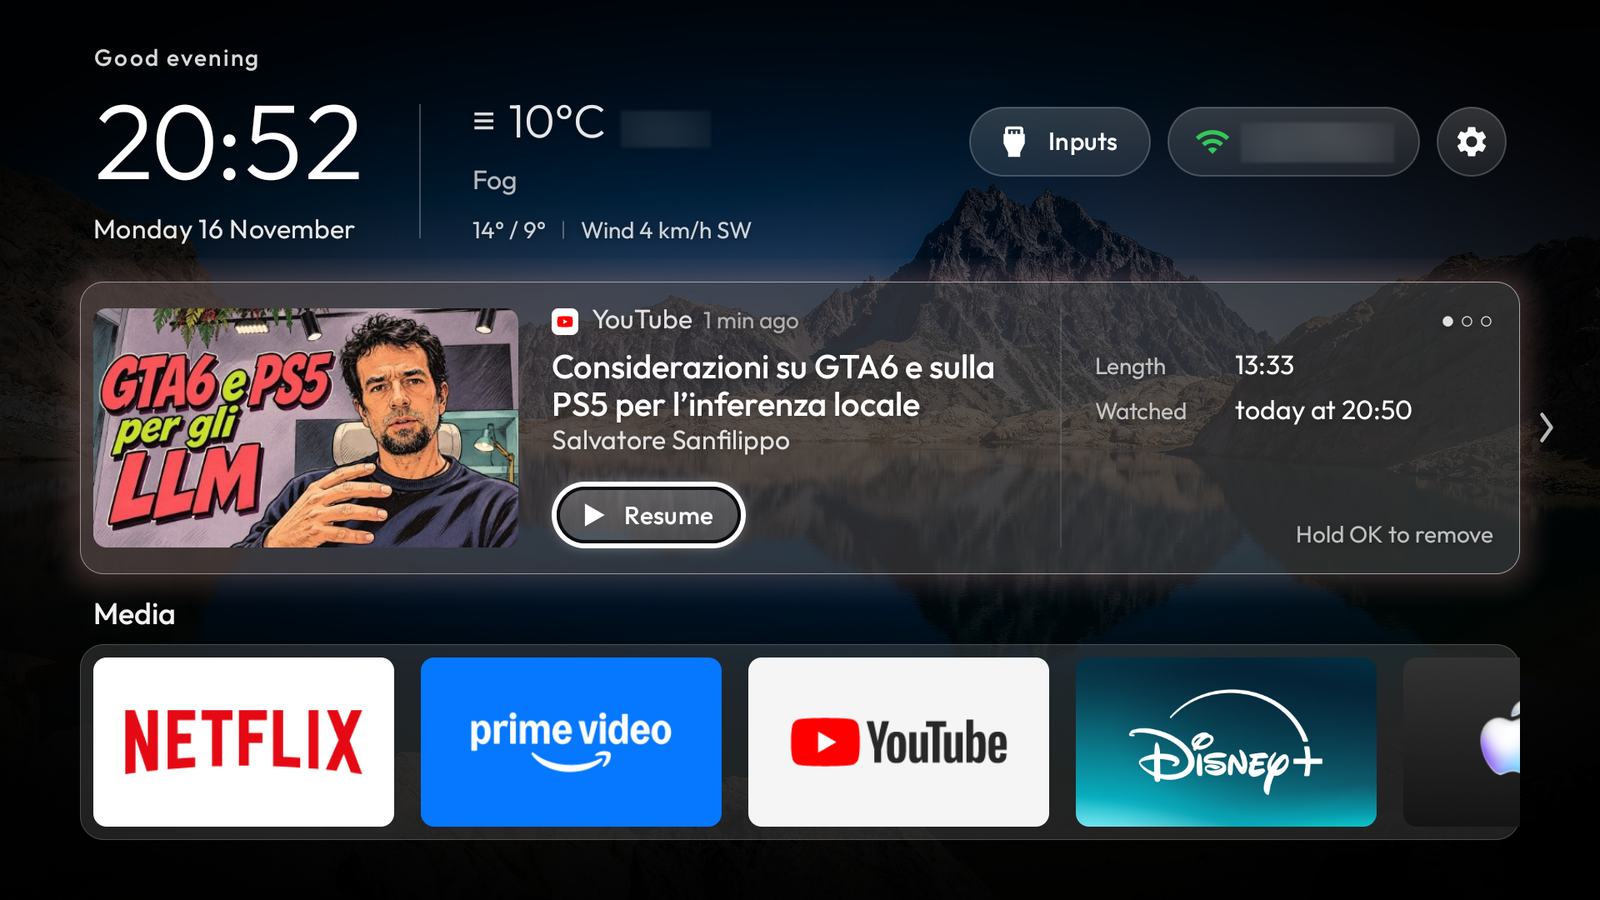 Good evening
20:52
Monday 16 November
10°C
Fog
14° / 9° | Wind 4 km/h SW
Inputs
GTA6 e PS5
per gli
LLM
YouTube 1 min ago
Considerazioni su GTA6 e sulla
PS5 per l’inferenza locale
Salvatore Sanfilippo
Resume
Length 13:33
Watched today at 20:50
Hold OK to remove
Media
NETFLIX
prime video
YouTube
Disney+